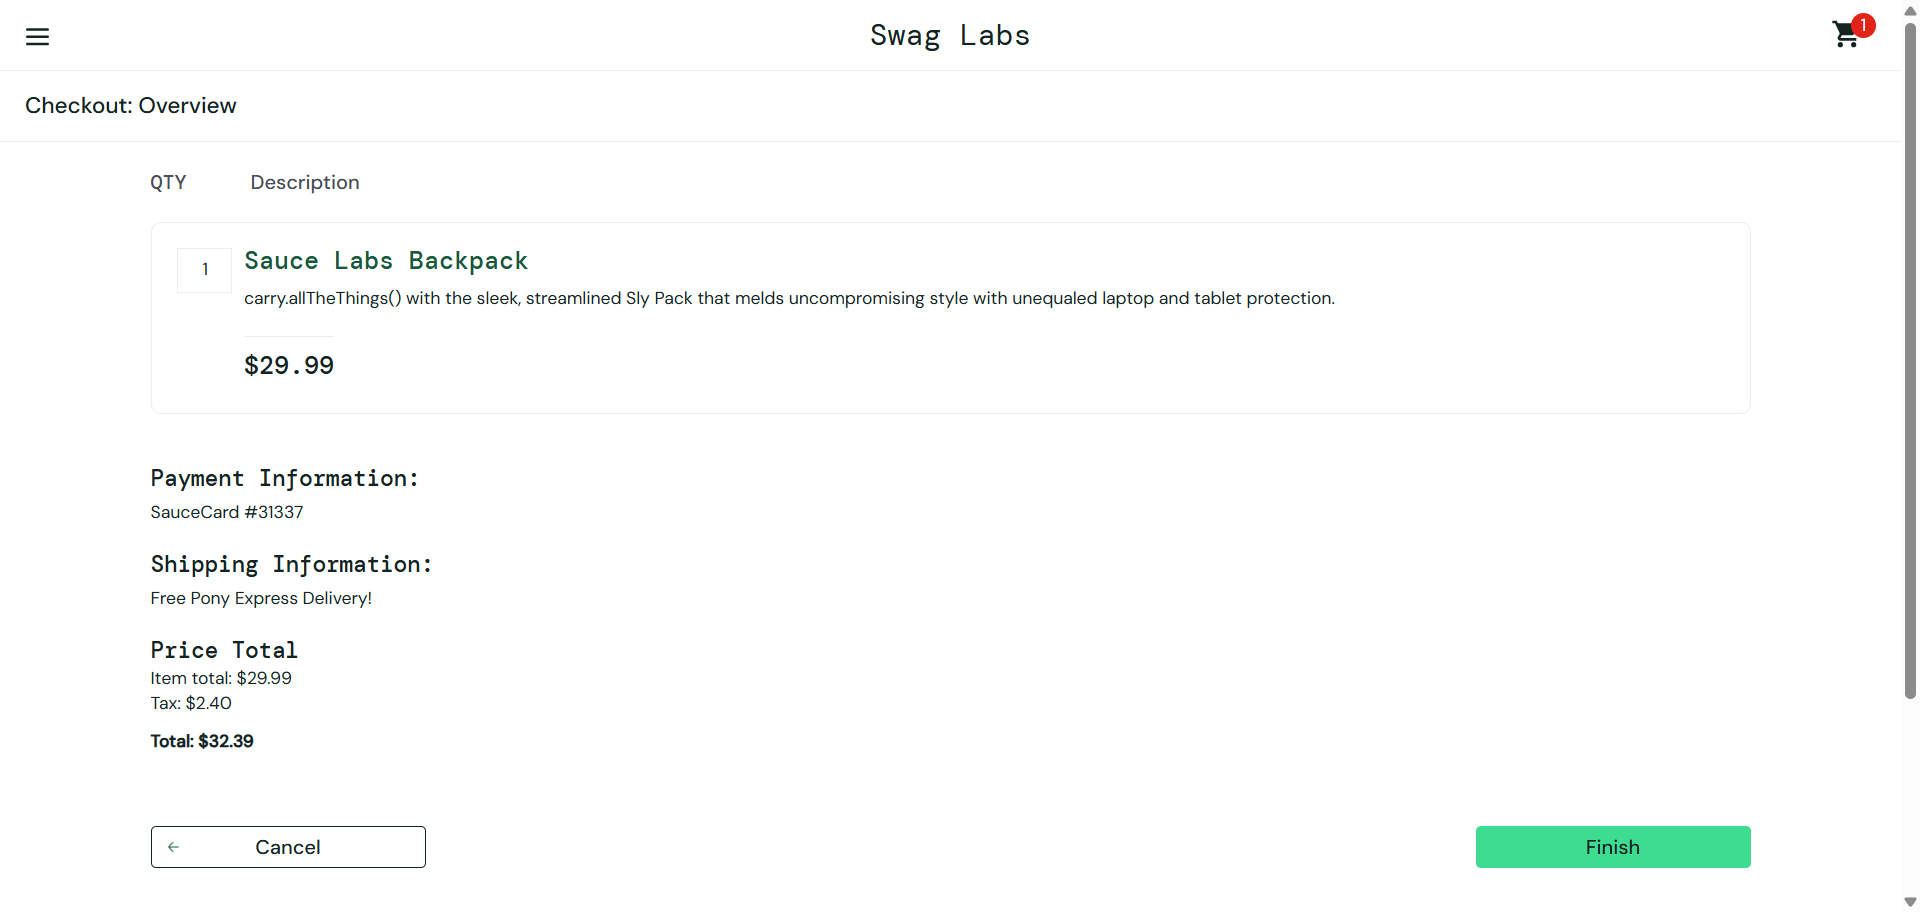 Swag Labs
1
Checkout: Overview
QTY Description
1
Sauce Labs Backpack
carry.allTheThings() with the sleek, streamlined Sly Pack that melds uncompromising style with unequaled laptop and tablet protection.
$29.99
Payment Information:
SauceCard #31337
Shipping Information:
Free Pony Express Delivery!
Price Total
Item total: $29.99
Tax: $2.40
Total: $32.39
Cancel
Finish